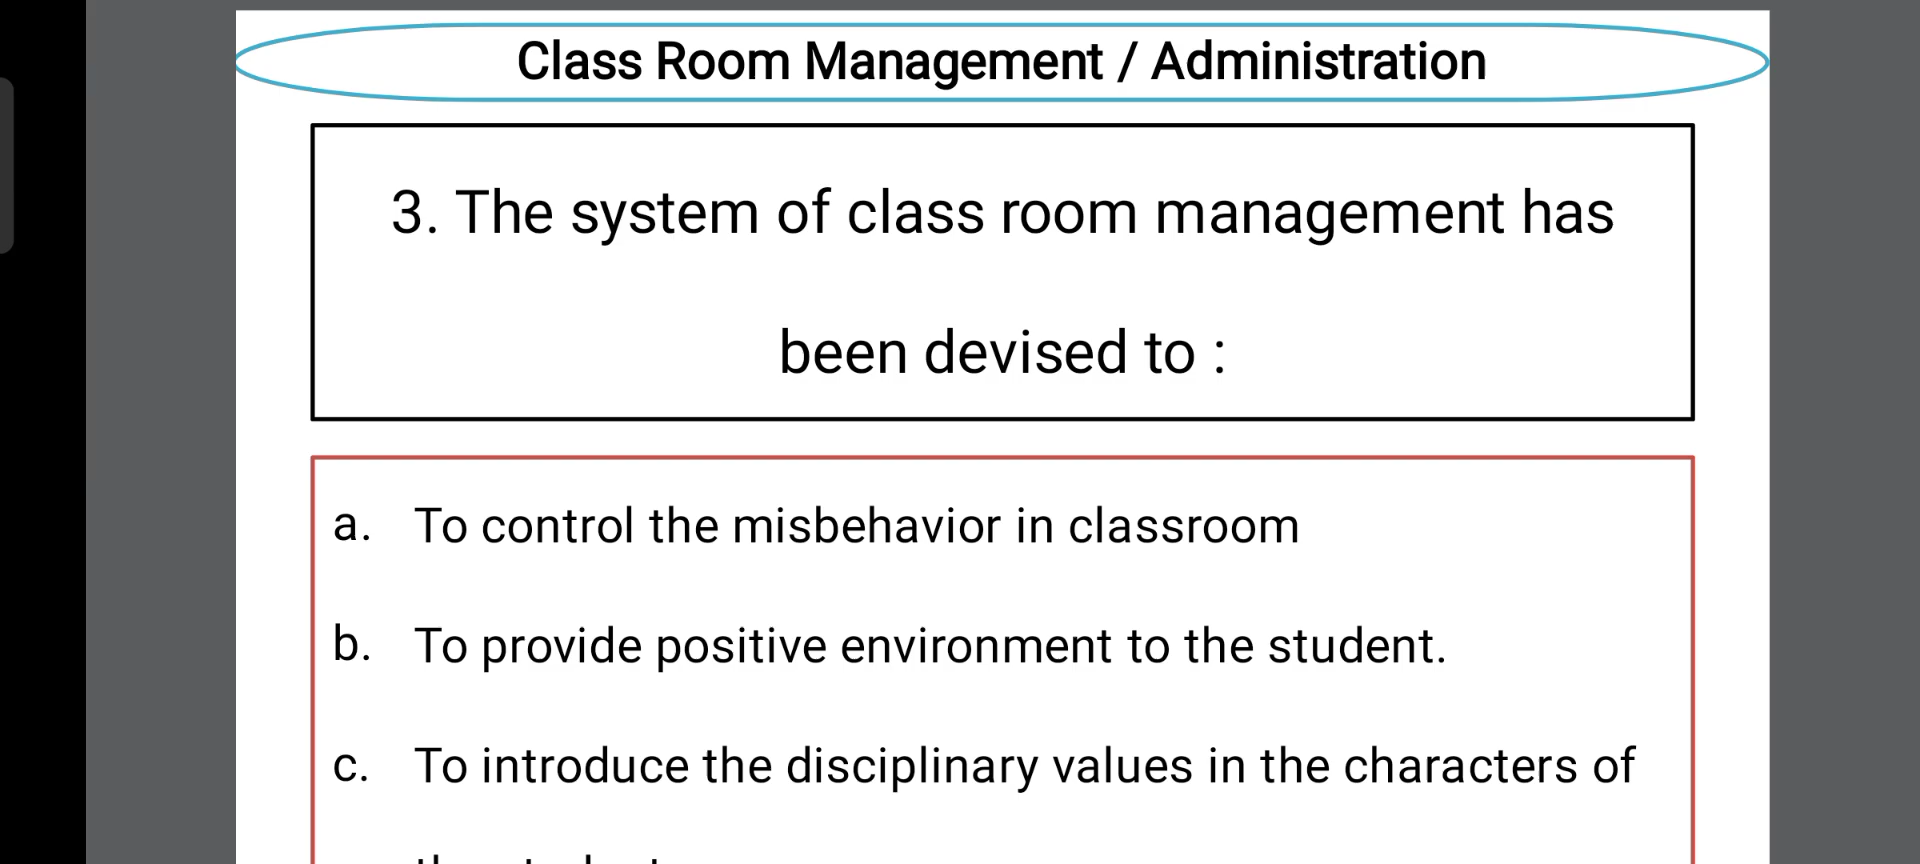 Class Room Management / Administration
3. The system of class room management has
been devised to :
a. To control the misbehavior in classroom
b. To provide positive environment to the student.
c. To introduce the disciplinary values in the characters of